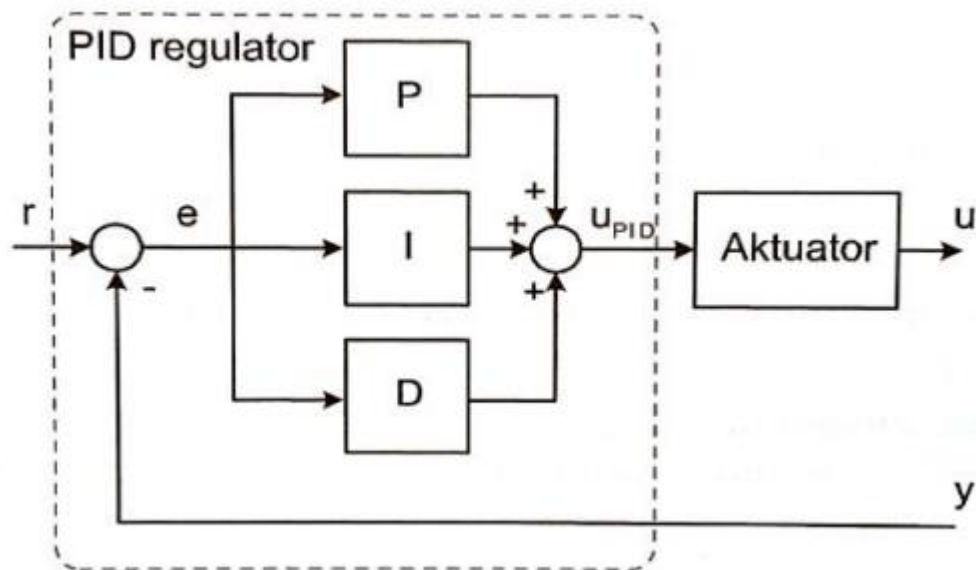 PID regulator
P
r
e
+
+
I
u_PID
Aktuator
u
-
+
D
y